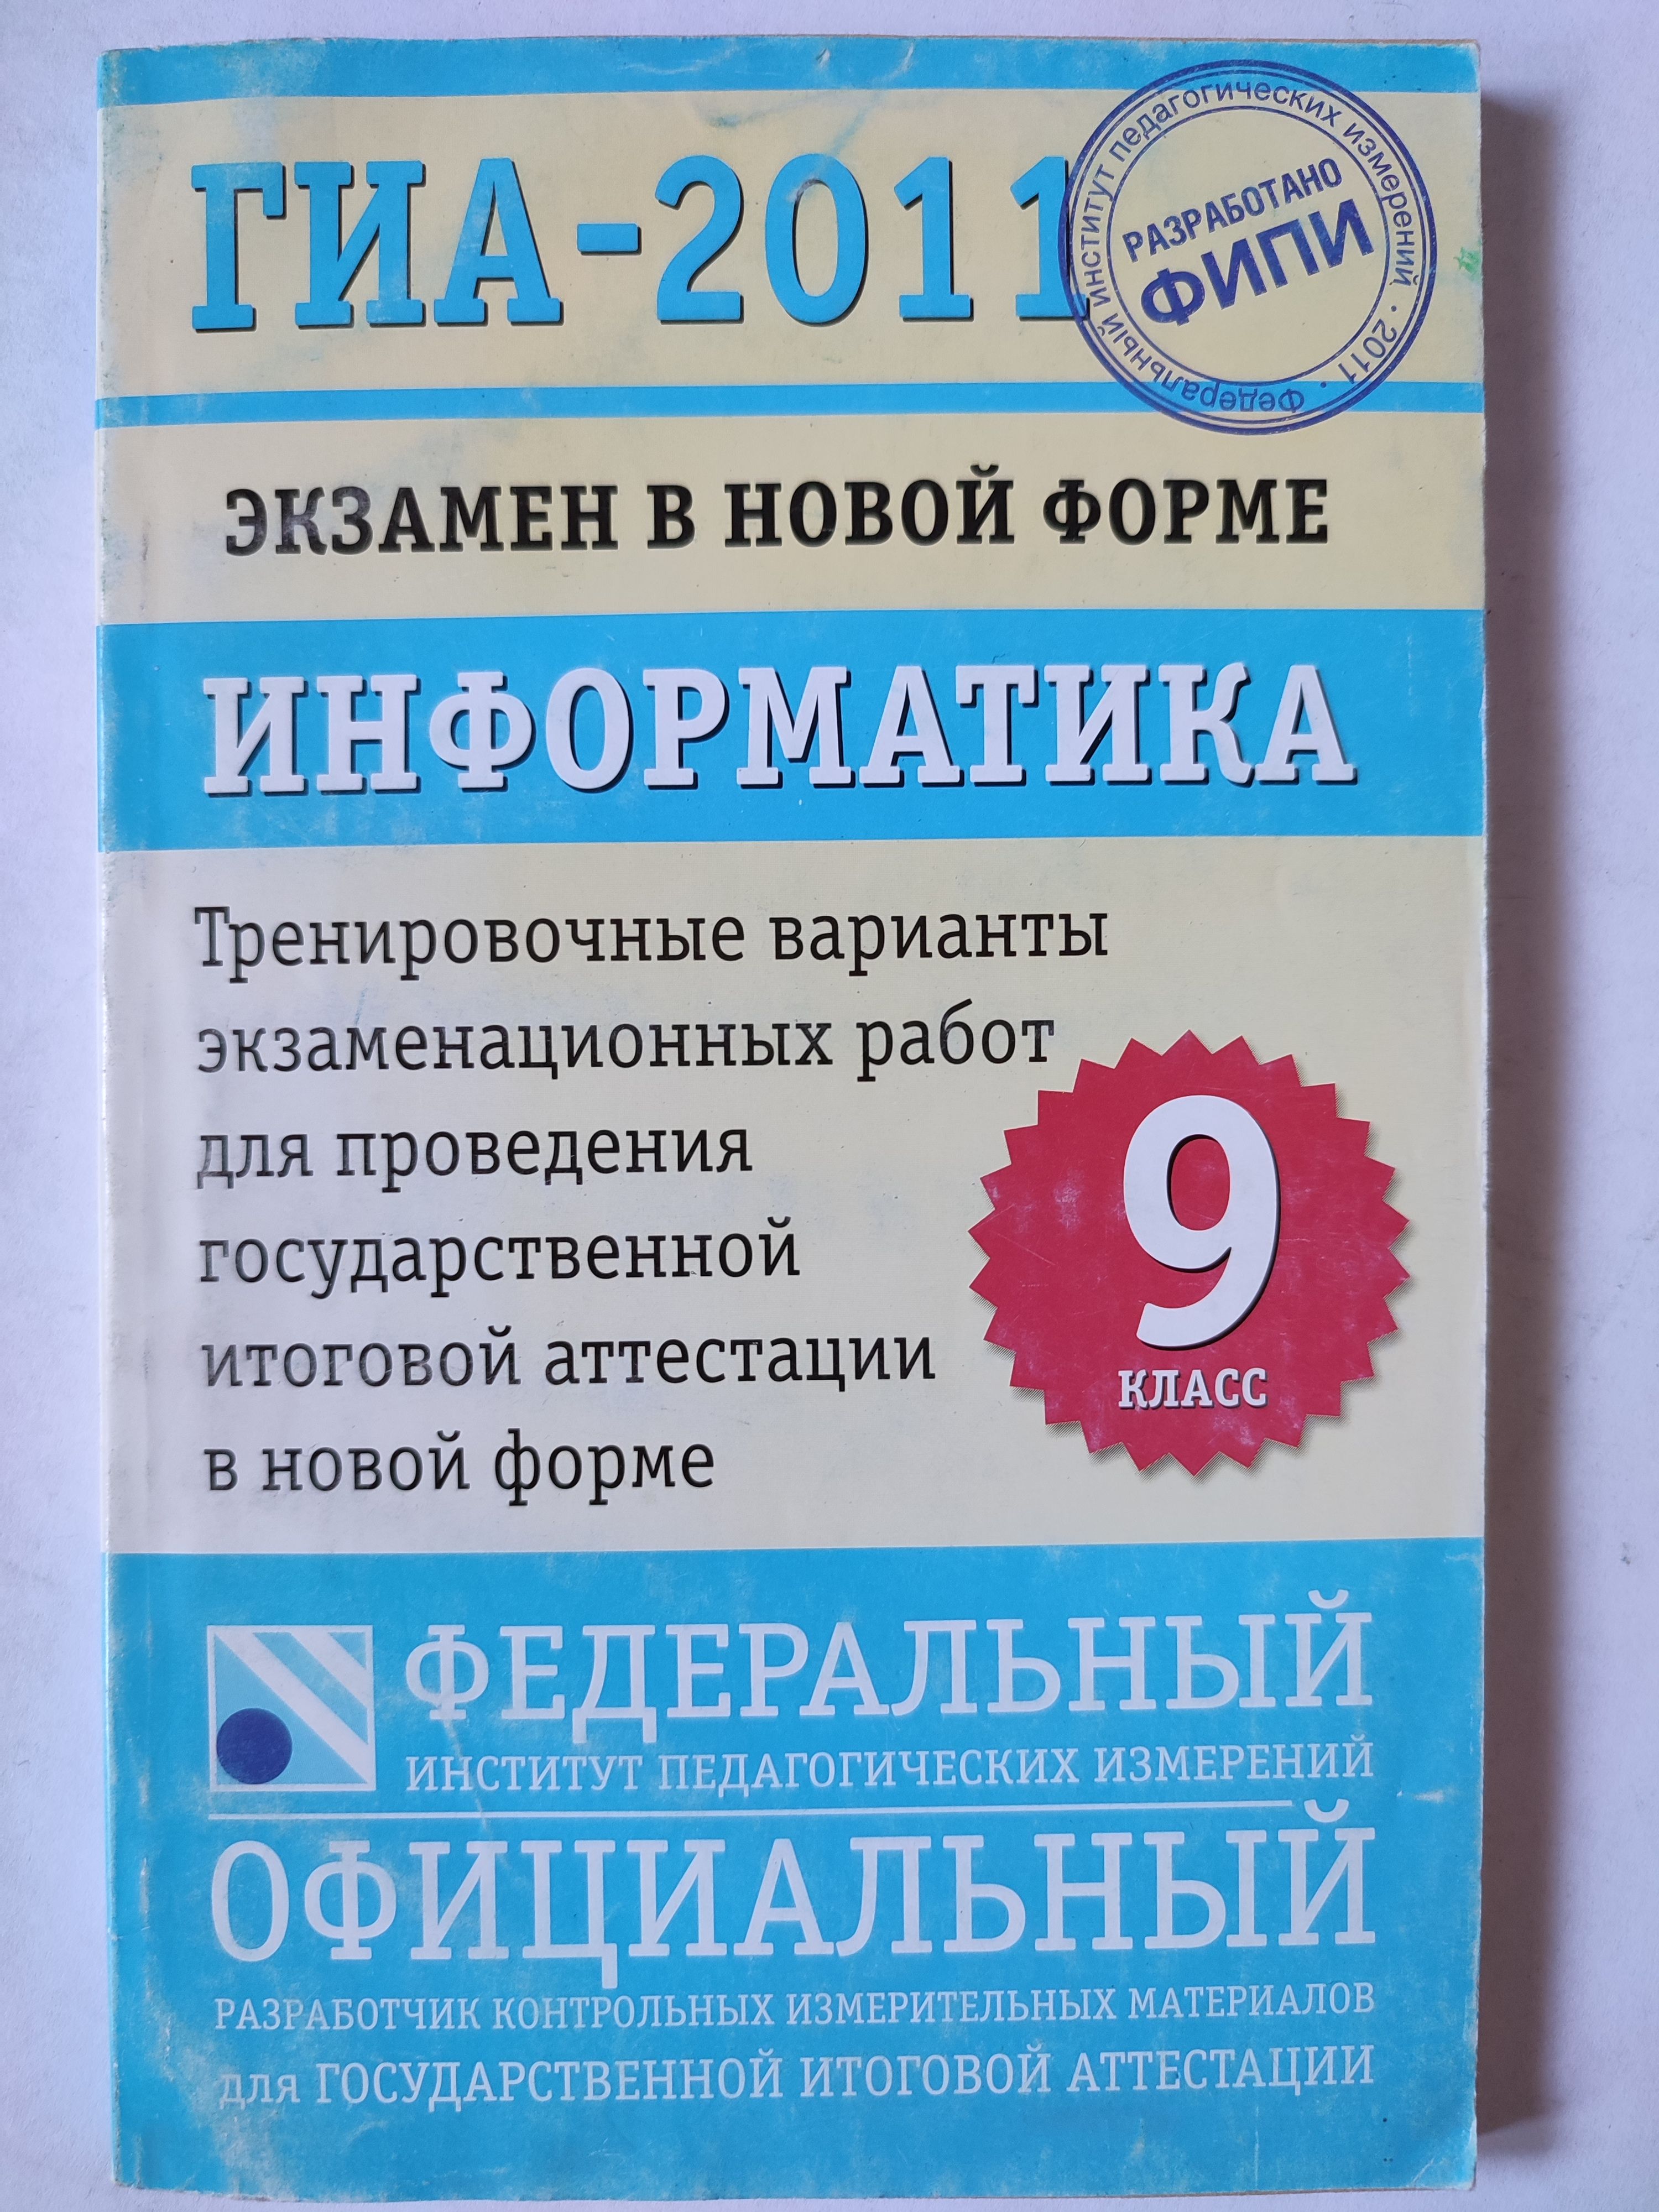 ГИА-2011
Федеральный институт педагогических измерений · 2011 ·
РАЗРАБОТАНО
ФИПИ
ЭКЗАМЕН В НОВОЙ ФОРМЕ
ИНФОРМАТИКА
Тренировочные варианты
экзаменационных работ
для проведения
государственной
итоговой аттестации
в новой форме
9
КЛАСС
ФЕДЕРАЛЬНЫЙ
ИНСТИТУТ ПЕДАГОГИЧЕСКИХ ИЗМЕРЕНИЙ
ОФИЦИАЛЬНЫЙ
РАЗРАБОТЧИК КОНТРОЛЬНЫХ ИЗМЕРИТЕЛЬНЫХ МАТЕРИАЛОВ
для ГОСУДАРСТВЕННОЙ ИТОГОВОЙ АТТЕСТАЦИИ